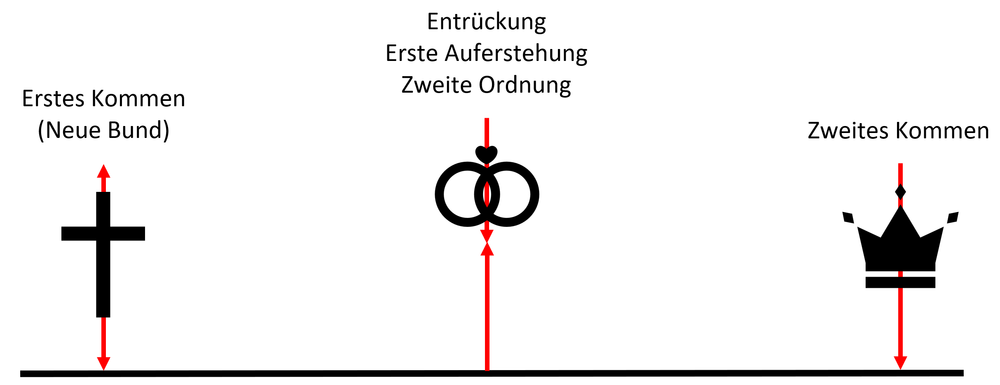 Entrückung
Erste Auferstehung
Zweite Ordnung
Erstes Kommen
(Neue Bund)
Zweites Kommen